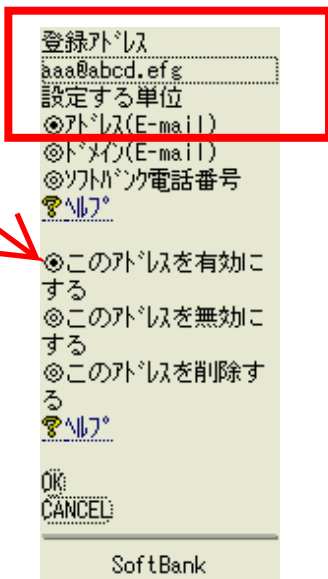 登録ｱﾄﾞﾚｽ
aaa@abcd.efg
設定する単位
◉ｱﾄﾞﾚｽ(E-mail)
◎ﾄﾞﾒｲﾝ(E-mail)
◎ｿﾌﾄﾊﾞﾝｸ電話番号
?ﾍﾙﾌﾟ
◉このｱﾄﾞﾚｽを有効に
する
◎このｱﾄﾞﾚｽを無効に
する
◎このｱﾄﾞﾚｽを削除す
る
?ﾍﾙﾌﾟ
OK
CANCEL
SoftBank